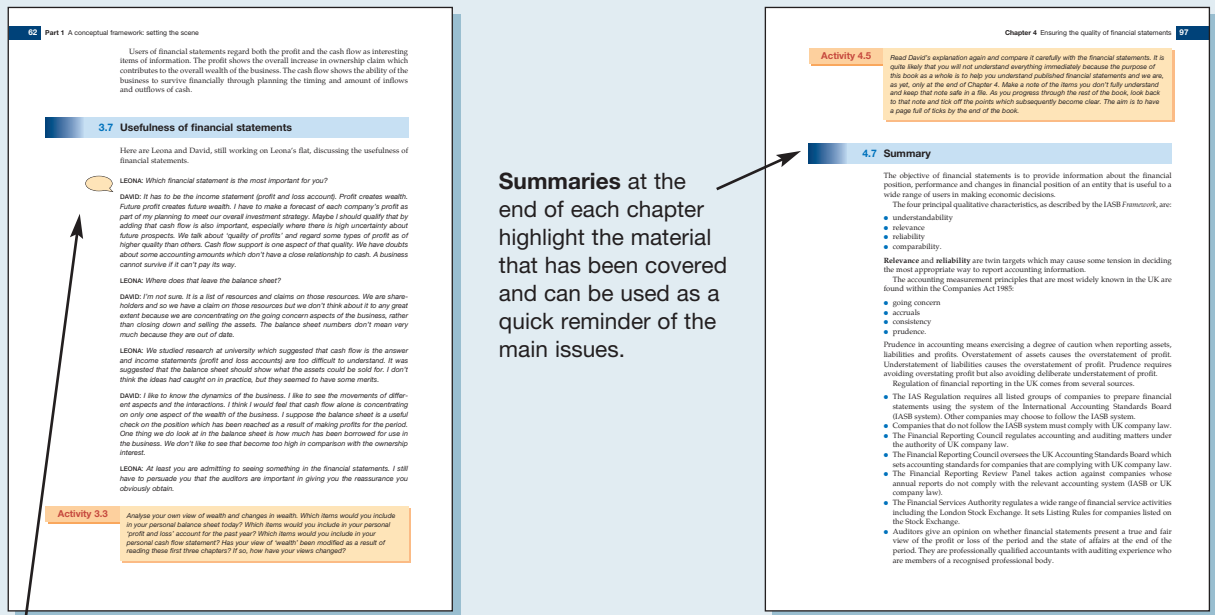 62 Part 1 A conceptual framework: setting the scene
Users of financial statements regard both the profit and the cash flow as interesting
items of information. The profit shows the overall increase in ownership claim which
contributes to the overall wealth of the business. The cash flow shows the ability of the
business to survive financially through planning the timing and amount of inflows
and outflows of cash.
3.7 Usefulness of financial statements
Here are Leona and David, still working on Leona's flat, discussing the usefulness of
financial statements.
LEONA: Which financial statement is the most important for you?
DAVID: It has to be the income statement (profit and loss account). Profit creates wealth.
Future profit creates future wealth. I have to make a forecast of each company's profit as
part of my planning to meet our overall investment strategy. Maybe I should qualify that by
adding that cash flow is also important, especially where there is high uncertainty about
future prospects. We talk about 'quality of profits' and regard some types of profit as of
higher quality than others. Cash flow support is one aspect of that quality. We have doubts
about some accounting amounts which don't have a close relationship to cash. A business
cannot survive if it can't pay its way.
LEONA: Where does that leave the balance sheet?
DAVID: I'm not sure. It is a list of resources and claims on those resources. We are share-
holders and so we have a claim on those resources but we don't think about it to any great
extent because we are concentrating on the going concern aspects of the business, rather
than closing down and selling the assets. The balance sheet numbers don't mean very
much because they are out of date.
LEONA: We studied research at university which suggested that cash flow is the answer
and income statements (profit and loss accounts) are too difficult to understand. It was
suggested that the balance sheet should show what the assets could be sold for. I don't
think the ideas had caught on in practice, but they seemed to have some merits.
DAVID: I like to know the dynamics of the business. I like to see the movements of differ-
ent aspects and the interactions. I think I would feel that cash flow alone is concentrating
on only one aspect of the wealth of the business. I suppose the balance sheet is a useful
check on the position which has been reached as a result of making profits for the period.
One thing we do look at in the balance sheet is how much has been borrowed for use in
the business. We don't like to see that become too high in comparison with the ownership
interest.
LEONA: At least you are admitting to seeing something in the financial statements. I still
have to persuade you that the auditors are important in giving you the reassurance you
obviously obtain.
Activity 3.3
Analyse your own view of wealth and changes in wealth. Which items would you include
in your personal balance sheet today? Which items would you include in your personal
'profit and loss' account for the past year? Which items would you include in your
personal cash flow statement? Has your view of 'wealth' been modified as a result of
reading these first three chapters? If so, how have your views changed?
Summaries at the
end of each chapter
highlight the material
that has been covered
and can be used as a
quick reminder of the
main issues.
Chapter 4 Ensuring the quality of financial statements 97
Activity 4.5
Read David's explanation again and compare it carefully with the financial statements. It is
quite likely that you will not understand everything immediately because the purpose of
this book as a whole is to help you understand published financial statements and we are,
as yet, only at the end of Chapter 4. Make a note of the items you don't fully understand
and keep that note safe in a file. As you progress through the rest of the book, look back
to that note and tick off the points which subsequently become clear. The aim is to have
a page full of ticks by the end of the book.
4.7 Summary
The objective of financial statements is to provide information about the financial
position, performance and changes in financial position of an entity that is useful to a
wide range of users in making economic decisions.
The four principal qualitative characteristics, as described by the IASB Framework, are:
● understandability
● relevance
● reliability
● comparability.
Relevance and reliability are twin targets which may cause some tension in deciding
the most appropriate way to report accounting information.
The accounting measurement principles that are most widely known in the UK are
found within the Companies Act 1985:
● going concern
● accruals
● consistency
● prudence.
Prudence in accounting means exercising a degree of caution when reporting assets,
liabilities and profits. Overstatement of assets causes the overstatement of profit.
Understatement of liabilities causes the overstatement of profit. Prudence requires
avoiding overstating profit but also avoiding deliberate understatement of profit.
Regulation of financial reporting in the UK comes from several sources.
● The IAS Regulation requires all listed groups of companies to prepare financial
statements using the system of the International Accounting Standards Board
(IASB system). Other companies may choose to follow the IASB system.
● Companies that do not follow the IASB system must comply with UK company law.
● The Financial Reporting Council regulates accounting and auditing matters under
the authority of UK company law.
● The Financial Reporting Council oversees the UK Accounting Standards Board which
sets accounting standards for companies that are complying with UK company law.
● The Financial Reporting Review Panel takes action against companies whose
annual reports do not comply with the relevant accounting system (IASB or UK
company law).
● The Financial Services Authority regulates a wide range of financial service activities
including the London Stock Exchange. It sets Listing Rules for companies listed on
the Stock Exchange.
● Auditors give an opinion on whether financial statements present a true and fair
view of the profit or loss of the period and the state of affairs at the end of the
period. They are professionally qualified accountants with auditing experience who
are members of a recognised professional body.